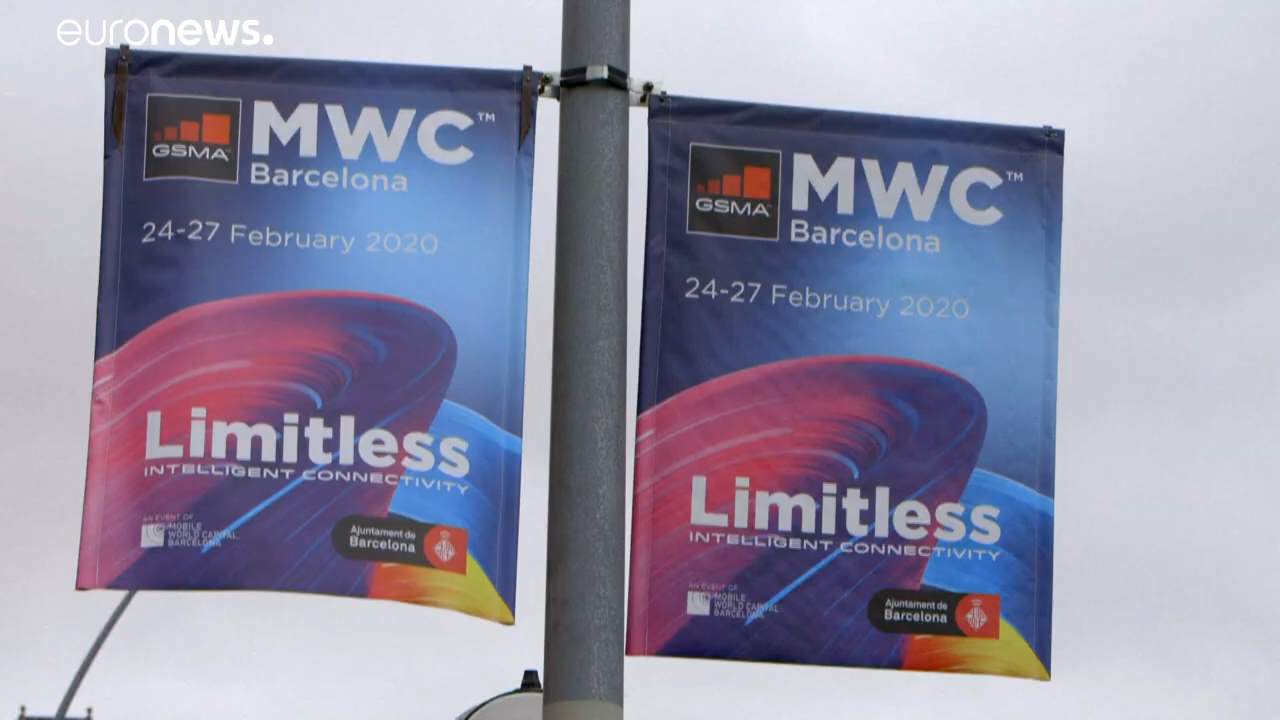 euronews.
GSMA™
MWC™
Barcelona
24-27 February 2020
Limitless
INTELLIGENT CONNECTIVITY
AN EVENT OF
MOBILE
WORLD CAPITAL
BARCELONA
Ajuntament de
Barcelona
GSMA™
MWC™
Barcelona
24-27 February 2020
Limitless
INTELLIGENT CONNECTIVITY
AN EVENT OF
MOBILE
WORLD CAPITAL
BARCELONA
Ajuntament de
Barcelona